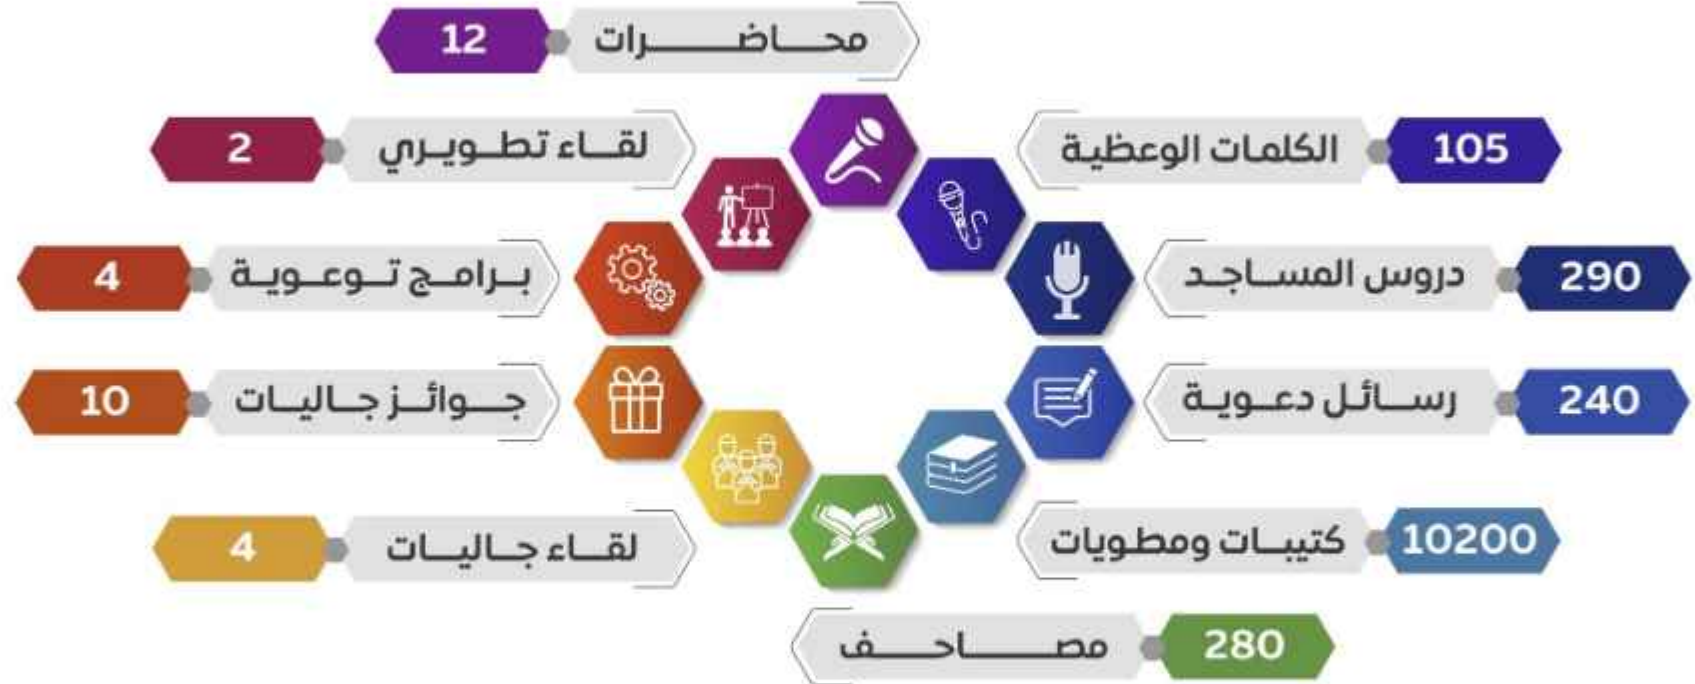 محاضرات
12
الكلمات الوعظية
105
لقاء تطويري
2
دروس المساجد
290
برامج توعوية
4
رسائل دعوية
240
جوائز جاليات
10
كتيبات ومطويات
10200
لقاء جاليات
4
مصاحف
280